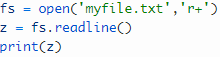 fs = open('myfile.txt','r+')
z = fs.readline()
print(z)